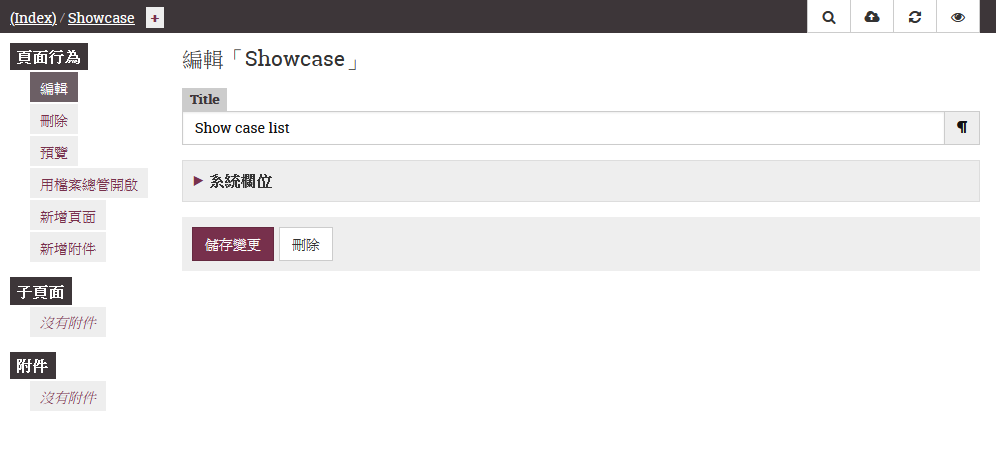 (Index) / Showcase +
頁面行為
編輯
刪除
預覽
用檔案總管開啟
新增頁面
新增附件
子頁面
沒有附件
附件
沒有附件
編輯「Showcase」
Title
Show case list ¶
系統欄位
儲存變更 刪除